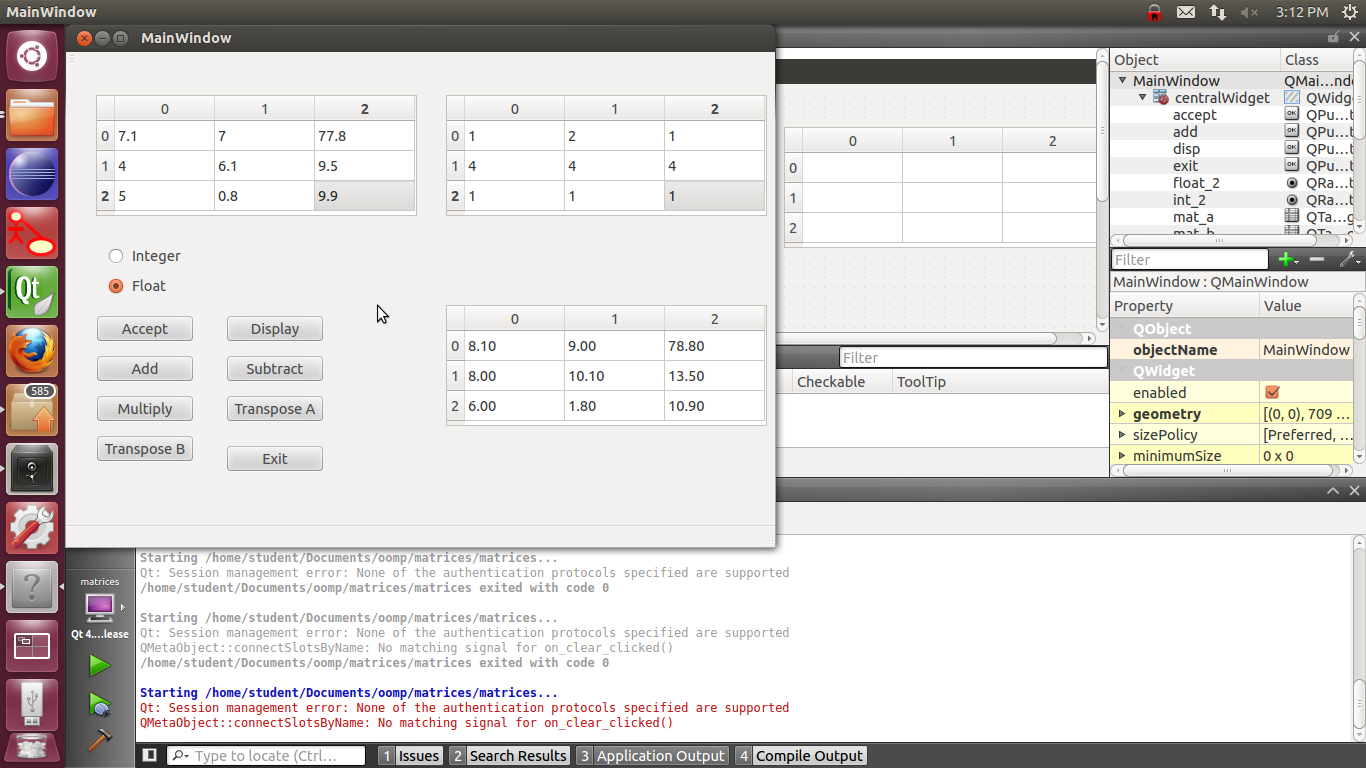 MainWindow
3:12 PM
MainWindow
0 1 2
0 7.1 7 77.8
1 4 6.1 9.5
2 5 0.8 9.9
0 1 2
0 1 2 1
1 4 4 4
2 1 1 1
Integer
Float
Accept Display
Add Subtract
Multiply Transpose A
Transpose B
Exit
0 1 2
0 8.10 9.00 78.80
1 8.00 10.10 13.50
2 6.00 1.80 10.90
0 1 2
0
1
2
Filter
Checkable ToolTip
Object Class
MainWindow QMai...ndo
centralWidget QWidg
accept QPu...t
add QPu...t
disp QPu...t
exit QPu...t
float_2 QRa...t
int_2 QRa...t
mat_a QTa...g
mat_b QTa...g
Filter
MainWindow : QMainWindow
Property Value
QObject
objectName MainWindow
QWidget
enabled
geometry [(0, 0), 709 ...
sizePolicy [Preferred, ...
minimumSize 0 x 0
Qt
585
matrices
Qt 4....lease
Starting /home/student/Documents/oomp/matrices/matrices...
Qt: Session management error: None of the authentication protocols specified are supported
/home/student/Documents/oomp/matrices/matrices exited with code 0
Starting /home/student/Documents/oomp/matrices/matrices...
Qt: Session management error: None of the authentication protocols specified are supported
QMetaObject::connectSlotsByName: No matching signal for on_clear_clicked()
/home/student/Documents/oomp/matrices/matrices exited with code 0
Starting /home/student/Documents/oomp/matrices/matrices...
Qt: Session management error: None of the authentication protocols specified are supported
QMetaObject::connectSlotsByName: No matching signal for on_clear_clicked()
Type to locate (Ctrl...
1 Issues 2 Search Results 3 Application Output 4 Compile Output